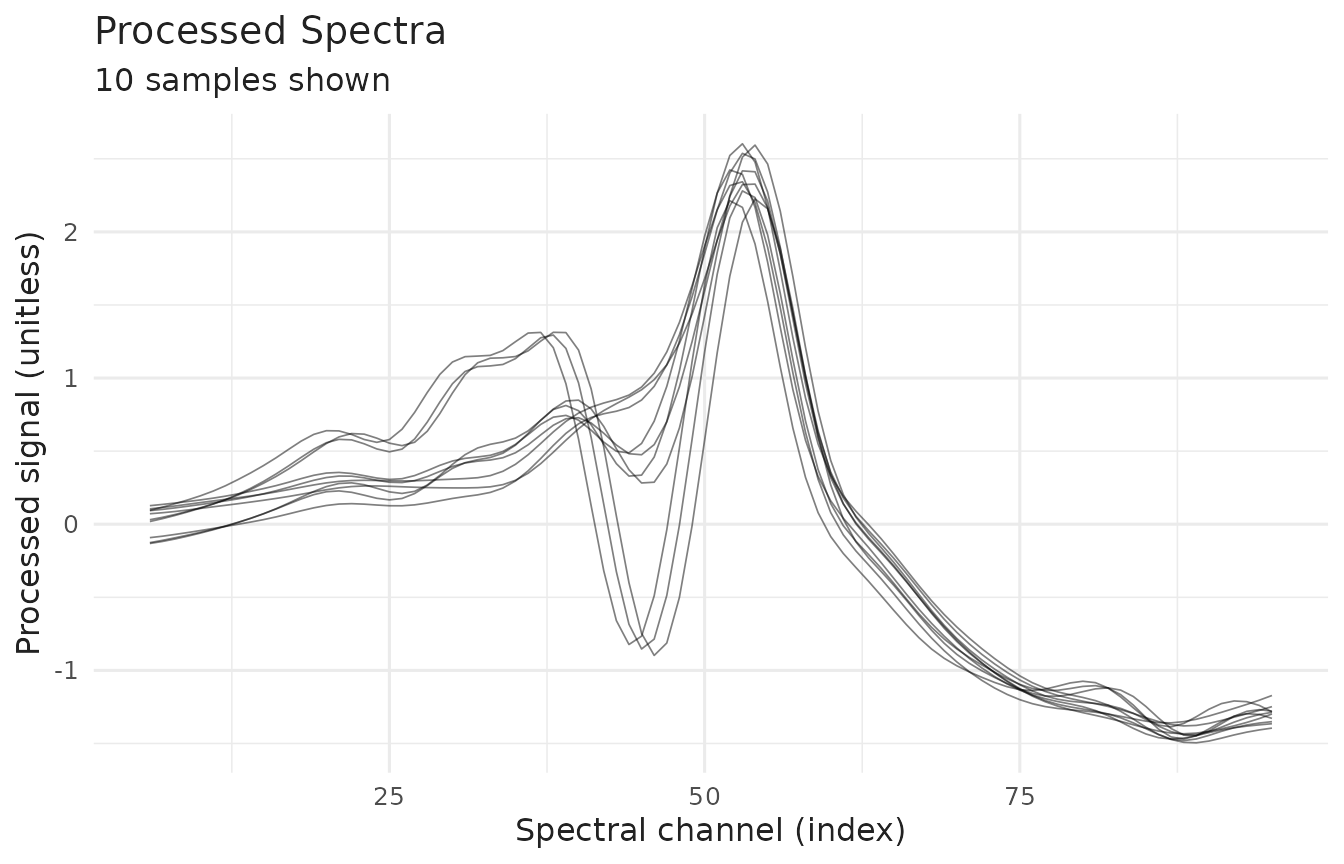 Processed Spectra
10 samples shown
Processed signal (unitless)
2
1
0
-1
25 50 75
Spectral channel (index)